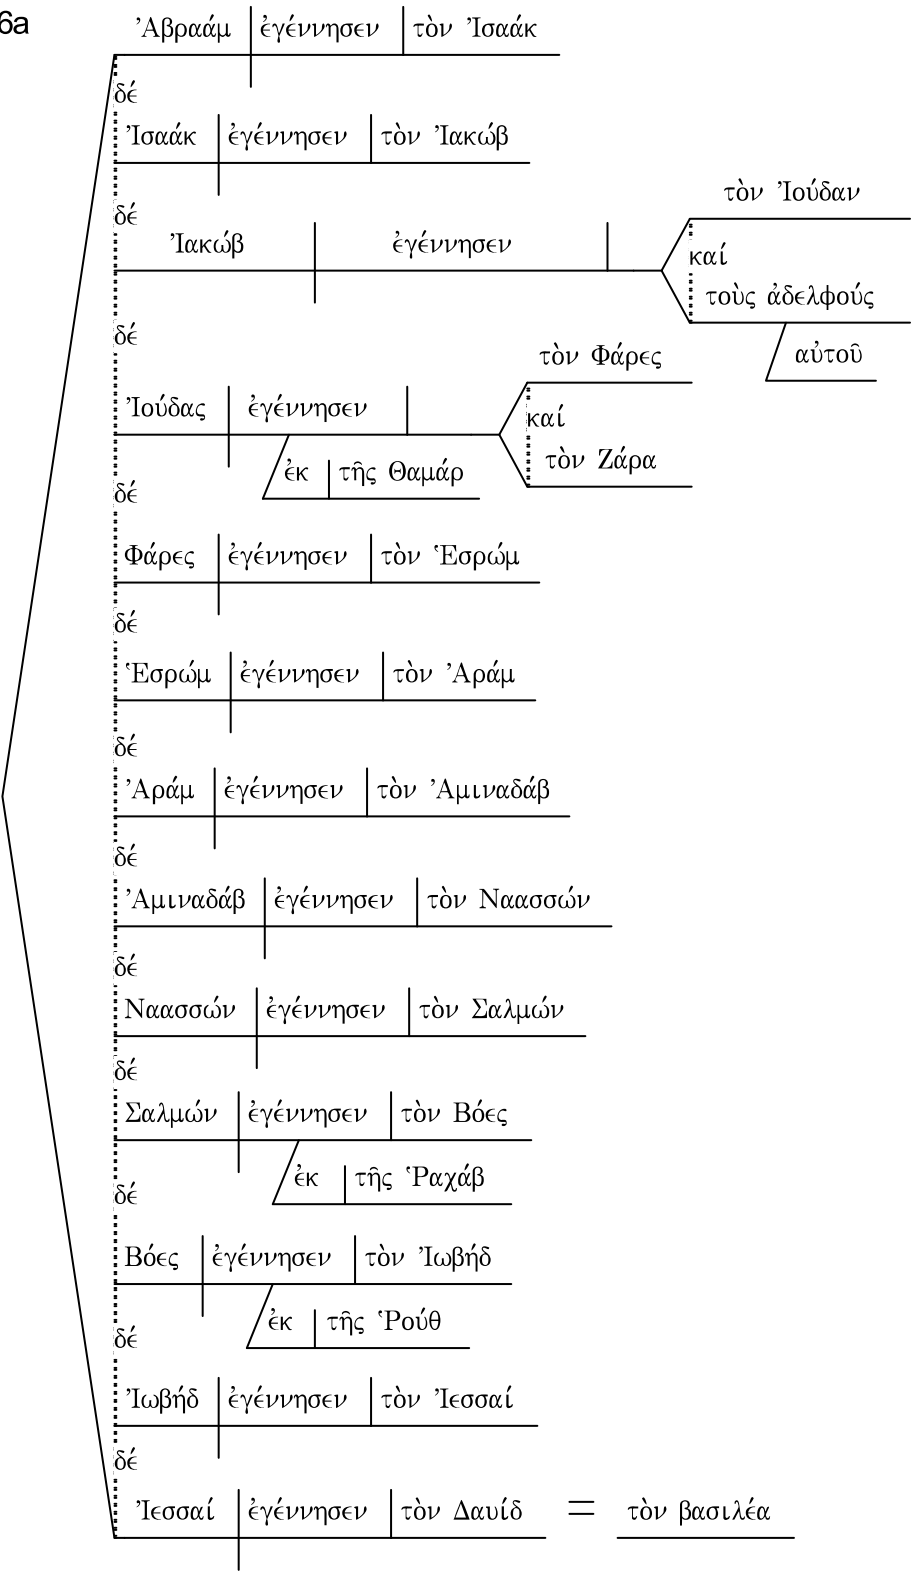 6a
Ἀβραάμ ἐγέννησεν τὸν Ἰσαάκ
δέ
Ἰσαάκ ἐγέννησεν τὸν Ἰακώβ
τὸν Ἰούδαν
δέ
Ἰακώβ ἐγέννησεν
καί
τοὺς ἀδελφούς
δέ
αὐτοῦ
τὸν Φάρες
Ἰούδας ἐγέννησεν
καί
τὸν Ζάρα
ἐκ τῆς Θαμάρ
δέ
Φάρες ἐγέννησεν τὸν Ἑσρώμ
δέ
Ἑσρώμ ἐγέννησεν τὸν Ἀράμ
δέ
Ἀράμ ἐγέννησεν τὸν Ἀμιναδάβ
δέ
Ἀμιναδάβ ἐγέννησεν τὸν Ναασσών
δέ
Ναασσών ἐγέννησεν τὸν Σαλμών
δέ
Σαλμών ἐγέννησεν τὸν Βόες
ἐκ τῆς Ῥαχάβ
δέ
Βόες ἐγέννησεν τὸν Ἰωβήδ
ἐκ τῆς Ῥούθ
δέ
Ἰωβήδ ἐγέννησεν τὸν Ἰεσσαί
δέ
Ἰεσσαί ἐγέννησεν τὸν Δαυίδ = τὸν βασιλέα